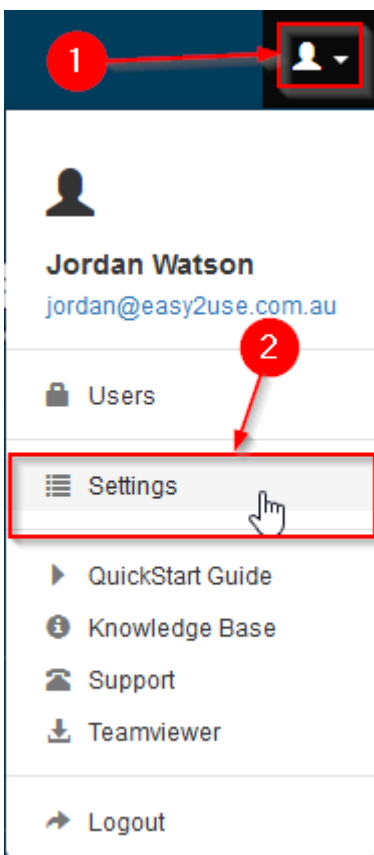 1
Jordan Watson
jordan@easy2use.com.au
2
Users
Settings
QuickStart Guide
Knowledge Base
Support
Teamviewer
Logout